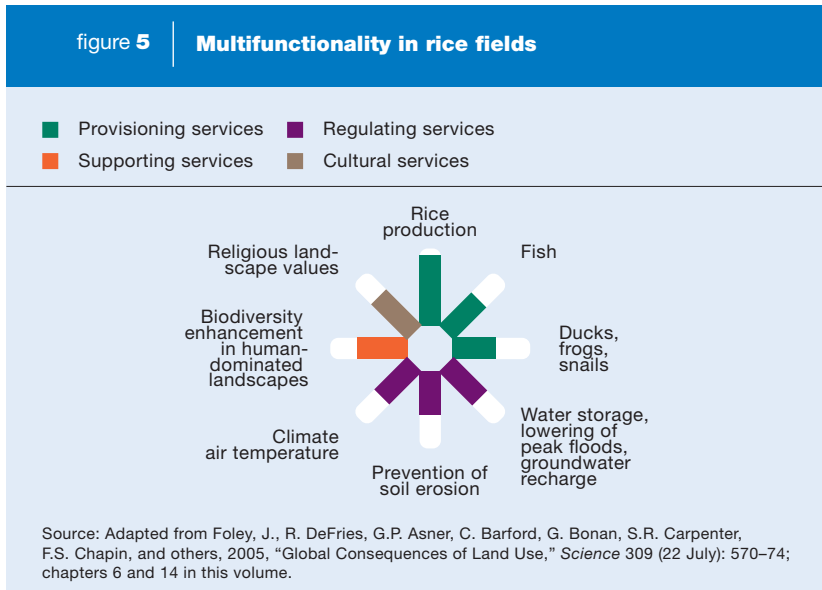 figure 5
Multifunctionality in rice fields
Provisioning services
Regulating services
Supporting services
Cultural services
Rice
production
Fish
Ducks,
frogs,
snails
Water storage,
lowering of
peak floods,
groundwater
recharge
Prevention of
soil erosion
Climate
air temperature
Biodiversity
enhancement
in human-
dominated
landscapes
Religious land-
scape values
Source: Adapted from Foley, J., R. DeFries, G.P. Asner, C. Barford, G. Bonan, S.R. Carpenter,
F.S. Chapin, and others, 2005, “Global Consequences of Land Use,” Science 309 (22 July): 570–74;
chapters 6 and 14 in this volume.